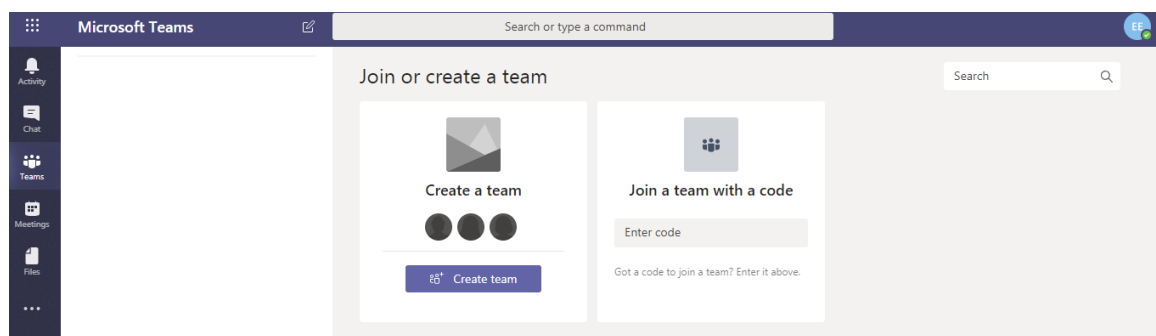 Microsoft Teams
Search or type a command
EE
Activity
Chat
Teams
Meetings
Files
Join or create a team
Search
Create a team
Create team
Join a team with a code
Enter code
Got a code to join a team? Enter it above.